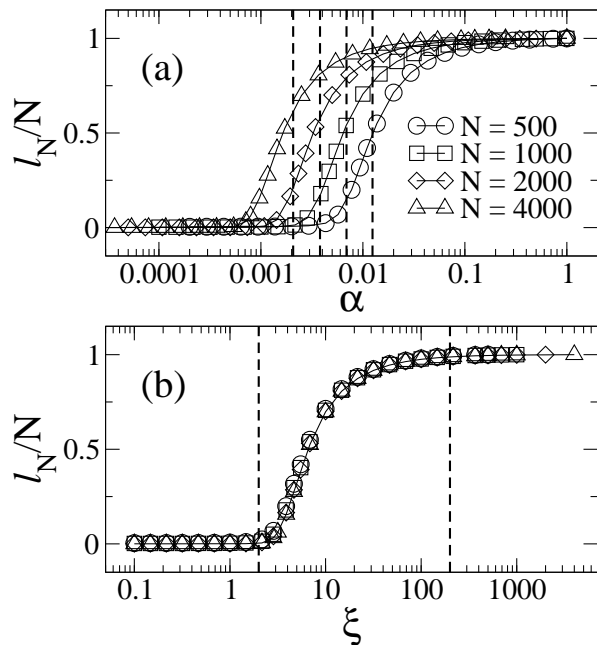 1
(a)
l_N/N
0.5
N = 500
N = 1000
N = 2000
N = 4000
0
0.0001 0.001 0.01 0.1 1
α
1
(b)
l_N/N
0.5
0
0.1 1 10 100 1000
ξ